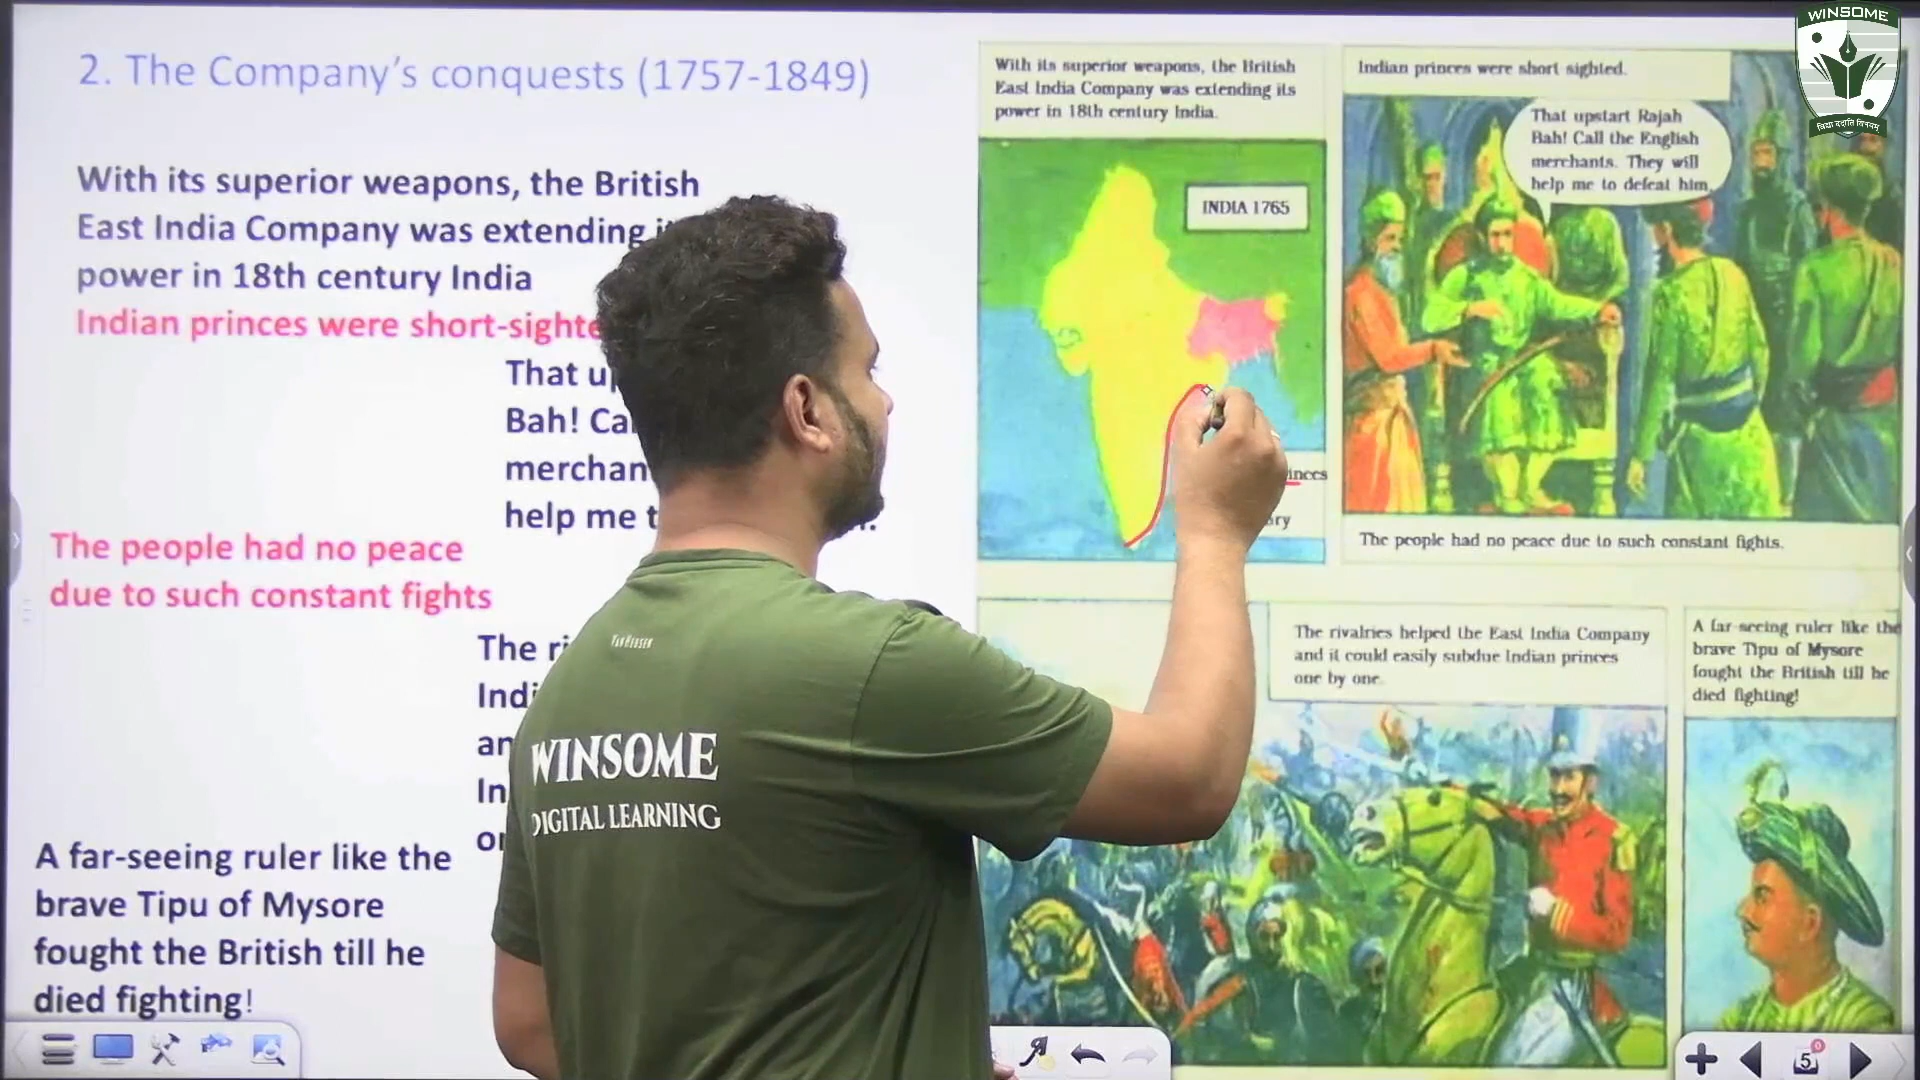 2. The Company's conquests (1757-1849)
With its superior weapons, the British
East India Company was extending
power in 18th century India
Indian princes were short-sighte
That
Bah!
merchan
help me
The people had no peace
due to such constant fights
The
A far-seeing ruler like the
brave Tipu of Mysore
fought the British till he
died fighting!
With its superior weapons, the British
East India Company was extending its
power in 18th century India.
INDIA 1765
Indian princes were short sighted.
That upstart Rajah
Bah! Call the English
merchants. They will
help me to defeat him.
The people had no peace due to such constant fights.
The rivalries helped the East India Company
and it could easily subdue Indian princes
one by one.
A far seeing ruler like the
brave Tipu of Mysore
fought the British till he
died fighting!
VAN HEUSEN
WINSOME
DIGITAL LEARNING
WINSOME
विद्या ददाति विनयम्
5
0